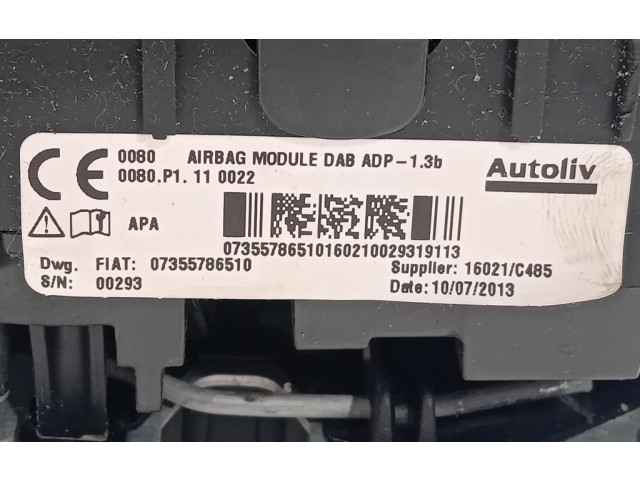 CE 0080 AIRBAG MODULE DAB ADP-1.3b
0080.P1. 11 0022
Autoliv
APA
07355786510160210029319113
Dwg. FIAT: 07355786510
Supplier: 16021/C485
S/N: 00293
Date: 10/07/2013